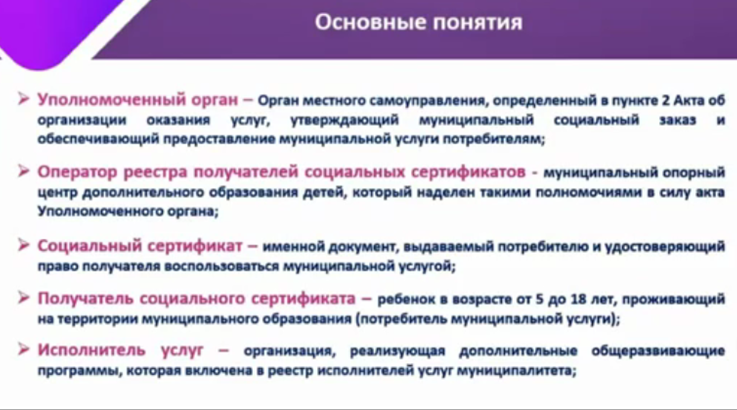 Основные понятия
➢ Уполномоченный орган – Орган местного самоуправления, определенный в пункте 2 Акта об
организации оказания услуг, утверждающий муниципальный социальный заказ и
обеспечивающий предоставление муниципальной услуги потребителям;
➢ Оператор реестра получателей социальных сертификатов - муниципальный опорный
центр дополнительного образования детей, который наделен такими полномочиями в силу акта
Уполномоченного органа;
➢ Социальный сертификат – именной документ, выдаваемый потребителю и удостоверяющий
право получателя воспользоваться муниципальной услугой;
➢ Получатель социального сертификата – ребенок в возрасте от 5 до 18 лет, проживающий
на территории муниципального образования (потребитель муниципальной услуги);
➢ Исполнитель услуг – организация, реализующая дополнительные общеразвивающие
программы, которая включена в реестр исполнителей услуг муниципалитета;